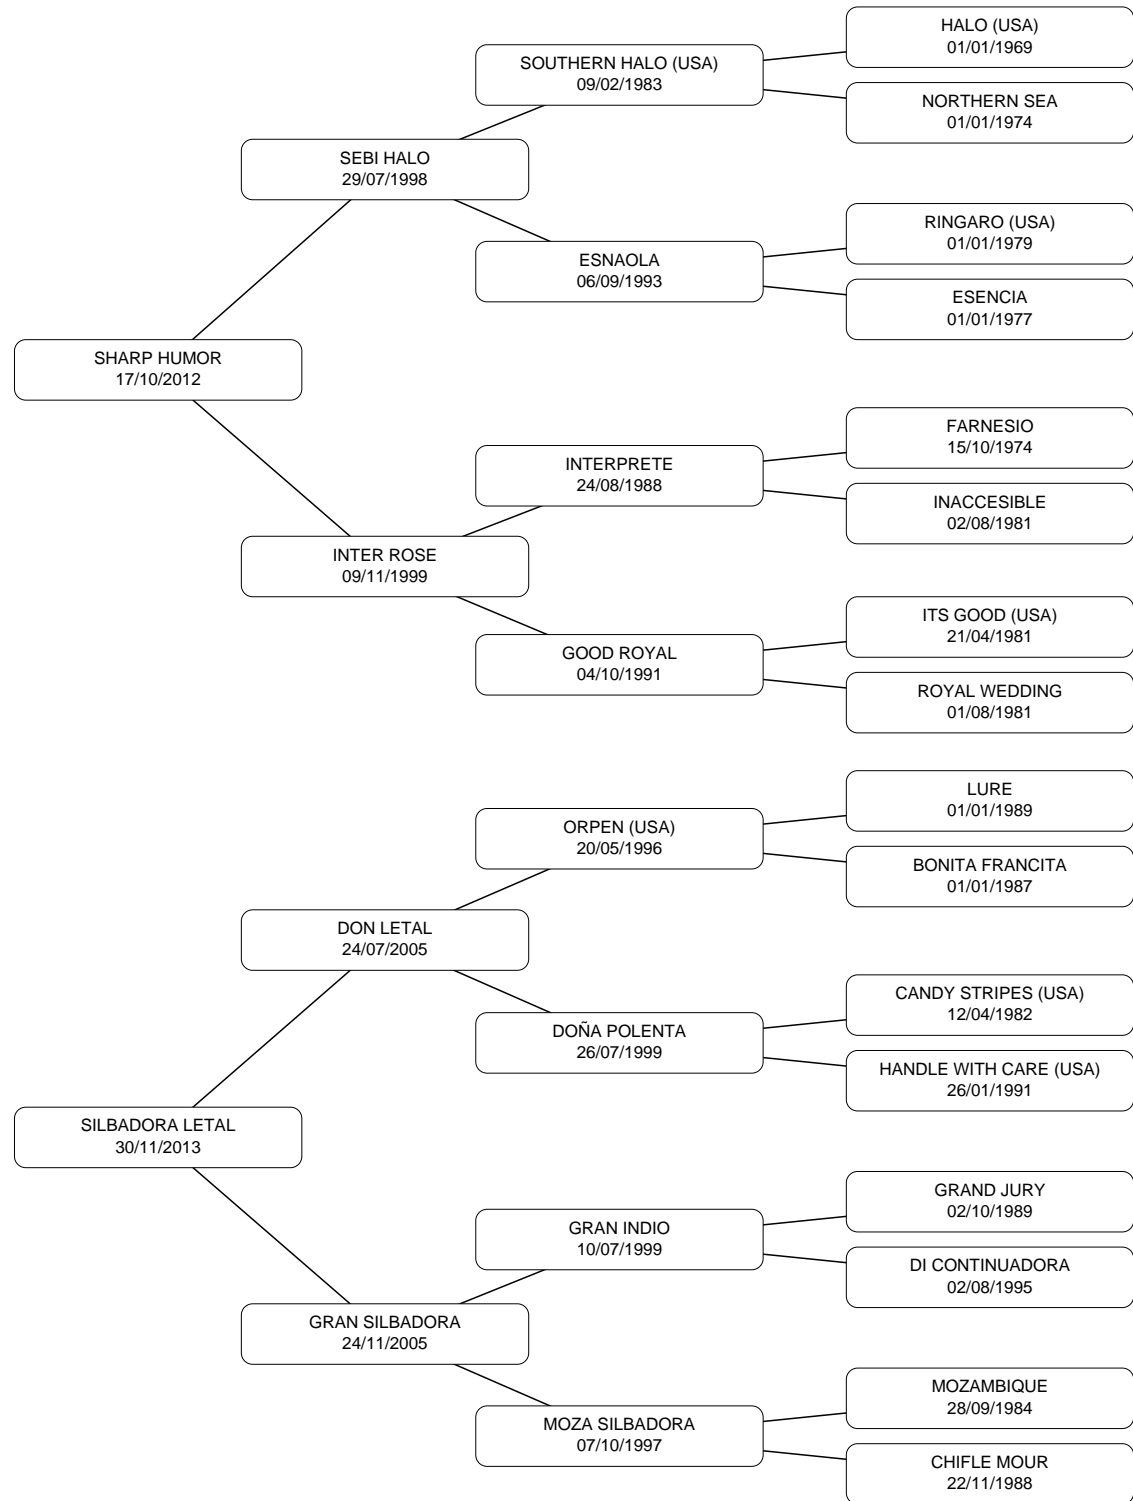 HALO (USA)
01/01/1969
SOUTHERN HALO (USA)
09/02/1983
NORTHERN SEA
01/01/1974
SEBI HALO
29/07/1998
RINGARO (USA)
01/01/1979
ESNAOLA
06/09/1993
ESENCIA
01/01/1977
SHARP HUMOR
17/10/2012
FARNESIO
15/10/1974
INTERPRETE
24/08/1988
INACCESIBLE
02/08/1981
INTER ROSE
09/11/1999
ITS GOOD (USA)
21/04/1981
GOOD ROYAL
04/10/1991
ROYAL WEDDING
01/08/1981
LURE
01/01/1989
ORPEN (USA)
20/05/1996
BONITA FRANCITA
01/01/1987
DON LETAL
24/07/2005
CANDY STRIPES (USA)
12/04/1982
DOÑA POLENTA
26/07/1999
HANDLE WITH CARE (USA)
26/01/1991
SILBADORA LETAL
30/11/2013
GRAND JURY
02/10/1989
GRAN INDIO
10/07/1999
DI CONTINUADORA
02/08/1995
GRAN SILBADORA
24/11/2005
MOZAMBIQUE
28/09/1984
MOZA SILBADORA
07/10/1997
CHIFLE MOUR
22/11/1988